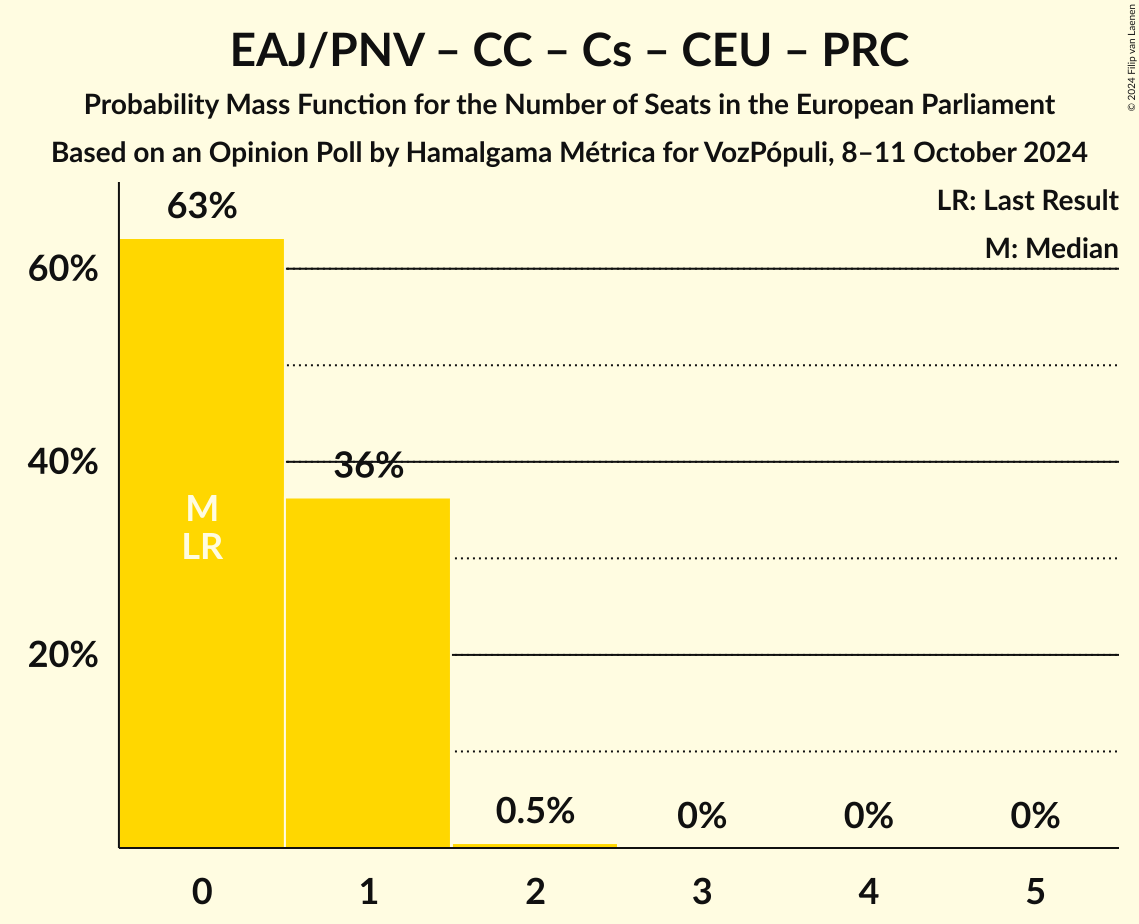 EAJ/PNV – CC – Cs – CEU – PRC
Probability Mass Function for the Number of Seats in the European Parliament
Based on an Opinion Poll by Hamalgama Métrica for VozPópuli, 8–11 October 2024
© 2024 Filip van Laenen
LR: Last Result
M: Median
63%
60%
40%
36%
M
LR
20%
0.5%
0%
0%
0%
0
1
2
3
4
5